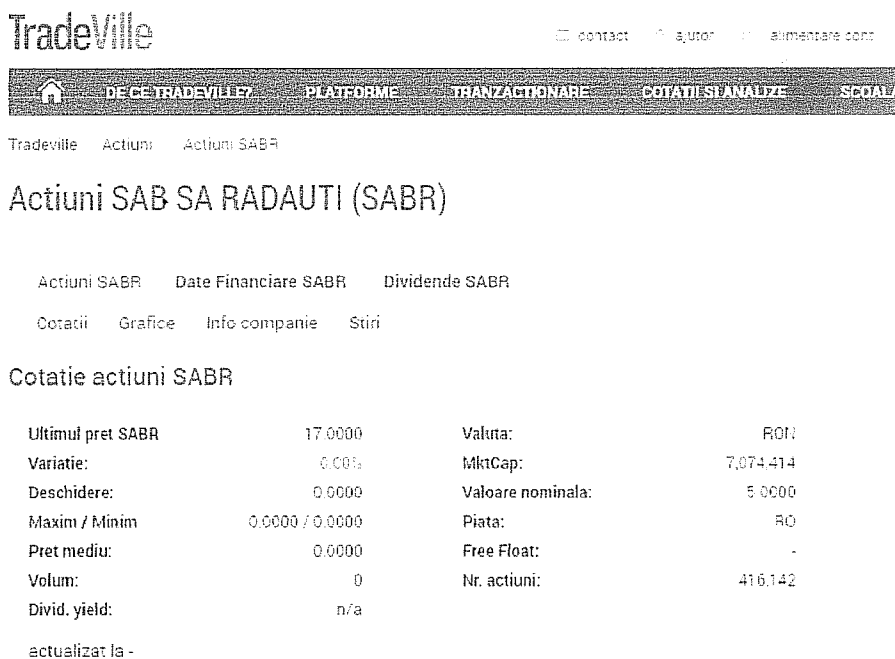 TradeVille
contact ajutor alimentare cont
DE CE TRADEVILLE? PLATFORME TRANZACTIONARE COTATII SI ANALIZE SCOALA
Tradeville Actiuni Actiuni SABR
Actiuni SAB SA RADAUTI (SABR)
Actiuni SABR Date Financiare SABR Dividende SABR
Cotatii Grafice Info companie Stiri
Cotatie actiuni SABR
Ultimul pret SABR 17.0000 Valuta: RON
Variatie: 0.00% MktCap: 7,074,414
Deschidere: 0.0000 Valoare nominala: 5.0000
Maxim / Minim 0.0000 / 0.0000 Piata: RO
Pret mediu: 0.0000 Free Float: -
Volum: 0 Nr. actiuni: 416,142
Divid. yield: n/a
actualizat la -